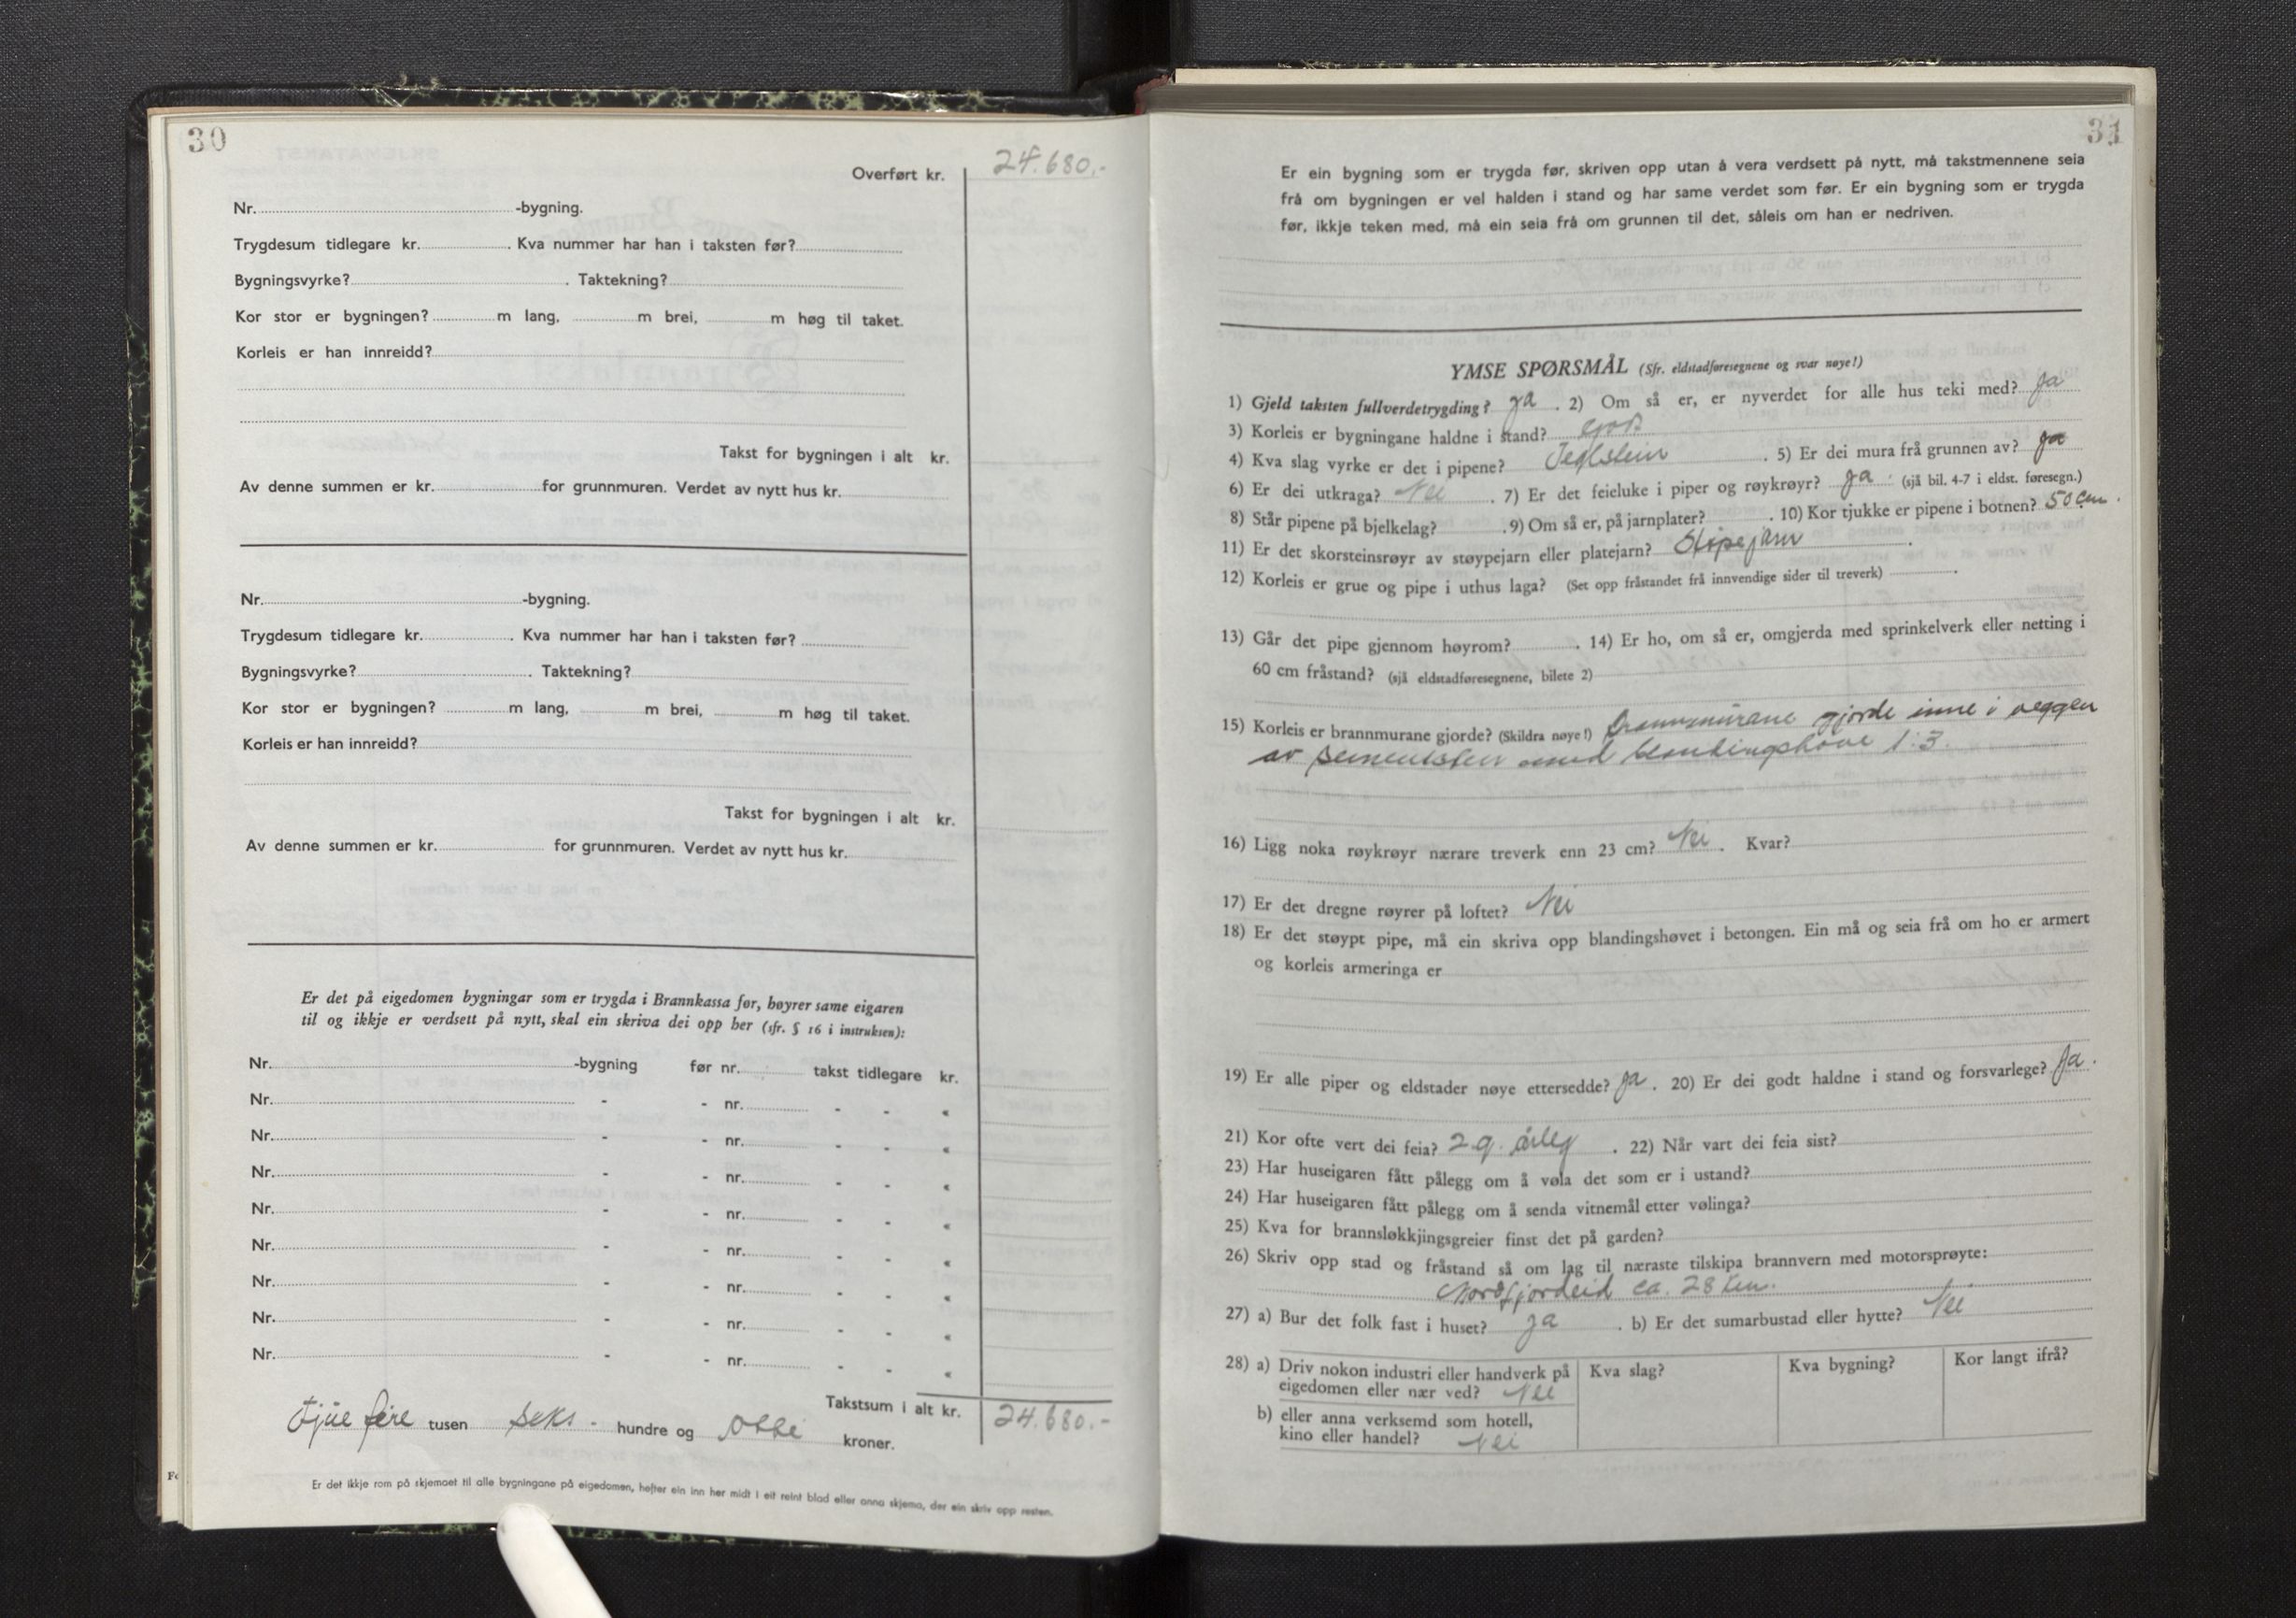 30
Overført kr. 24.680.-
Nr. -bygning.
Trygdesum tidlegare kr. . Kva nummer har han i taksten før?
Bygningsvyrke? . Taktekning?
Kor stor er bygningen? m lang, m brei, m høg til taket.
Korleis er han innreidd?
Takst for bygningen i alt kr.
Av denne summen er kr. for grunnmuren. Verdet av nytt hus kr.
Nr. -bygning.
Trygdesum tidlegare kr. . Kva nummer har han i taksten før?
Bygningsvyrke? . Taktekning?
Kor stor er bygningen? m lang, m brei, m høg til taket.
Korleis er han innreidd?
Takst for bygningen i alt kr.
Av denne summen er kr. for grunnmuren. Verdet av nytt hus kr.
Er det på eigedomen bygningar som er trygda i Brannkassa før, høyrer same eigaren
til og ikkje er verdsett på nytt, skal ein skriva dei opp her (sfr. § 16 i instruksen):
Nr. -bygning før nr. takst tidlegare kr.
Nr. - - nr. - - «
Nr. - - nr. - - «
Nr. - - nr. - - «
Nr. - - nr. - - «
Nr. - - nr. - - «
Nr. - - nr. - - «
Nr. - - nr. - - «
Nr. - - nr. - - «
Takstsum i alt kr. 24.680.-
tjue feire tusen seks - hundre og otti kroner.
Er det ikkje rom på skjemaet til alle bygningane på eigedomen, hefter ein inn her midt i eit reint blad eller anna skjema, der ein skriv opp resten.
31
Er ein bygning som er trygda før, skriven opp utan å vera verdsett på nytt, må takstmennene seia
frå om bygningen er vel halden i stand og har same verdet som før. Er ein bygning som er trygda
før, ikkje teken med, må ein seia frå om grunnen til det, såleis om han er nedriven.
YMSE SPØRSMÅL (Sfr. eldstadføresegnene og svar nøye!)
1) Gjeld taksten fullverdetrygding? ja . 2) Om så er, er nyverdet for alle hus teki med? ja
3) Korleis er bygningane haldne i stand? godt
4) Kva slag vyrke er det i pipene? Teglstein . 5) Er dei mura frå grunnen av? ja
6) Er dei utkraga? Nei . 7) Er det feieluke i piper og røykrøyr? ja . (sjå bil. 4-7 i eldst. føresegn.)
8) Står pipene på bjelkelag? .9) Om så er, på jarnplater? . 10) Kor tjukke er pipene i botnen? 50 cm.
11) Er det skorsteinsrøyr av støypejarn eller platejarn? Støpejarn .
12) Korleis er grue og pipe i uthus laga? (Set opp fråstandet frå innvendige sider til treverk) .
13) Går det pipe gjennom høyrom? . 14) Er ho, om så er, omgjerda med sprinkelverk eller netting i
60 cm fråstand? (sjå eldstadføresegnene, bilete 2)
15) Korleis er brannmurane gjorde? (Skildra nøye!) Brannmurane gjorde inne i veggen
av sementsten med blandingshøve 1:3.
16) Ligg noka røykrøyr nærare treverk enn 23 cm? Nei . Kvar?
17) Er det dregne røyrer på loftet? Nei
18) Er det støypt pipe, må ein skriva opp blandingshøvet i betongen. Ein må og seia frå om ho er armert
og korleis armeringa er
19) Er alle piper og eldstader nøye ettersedde? ja . 20) Er dei godt haldne i stand og forsvarlege? Ja.
21) Kor ofte vert dei feia? 2 g. årleg . 22) Når vart dei feia sist?
23) Har huseigaren fått pålegg om å vøla det som er i ustand?
24) Har huseigaren fått pålegg om å senda vitnemål etter vølinga?
25) Kva for brannsløkkjingsgreier finst det på garden?
26) Skriv opp stad og fråstand så om lag til næraste tilskipa brannvern med motorsprøyte:
Nordfjordeid ca. 28 km.
27) a) Bur det folk fast i huset? ja . b) Er det sumarbustad eller hytte? Nei
28) a) Driv nokon industri eller handverk på Kva slag? Kva bygning? Kor langt ifrå?
eigedomen eller nær ved? Nei
b) eller anna verksemd som hotell,
kino eller handel? Nei